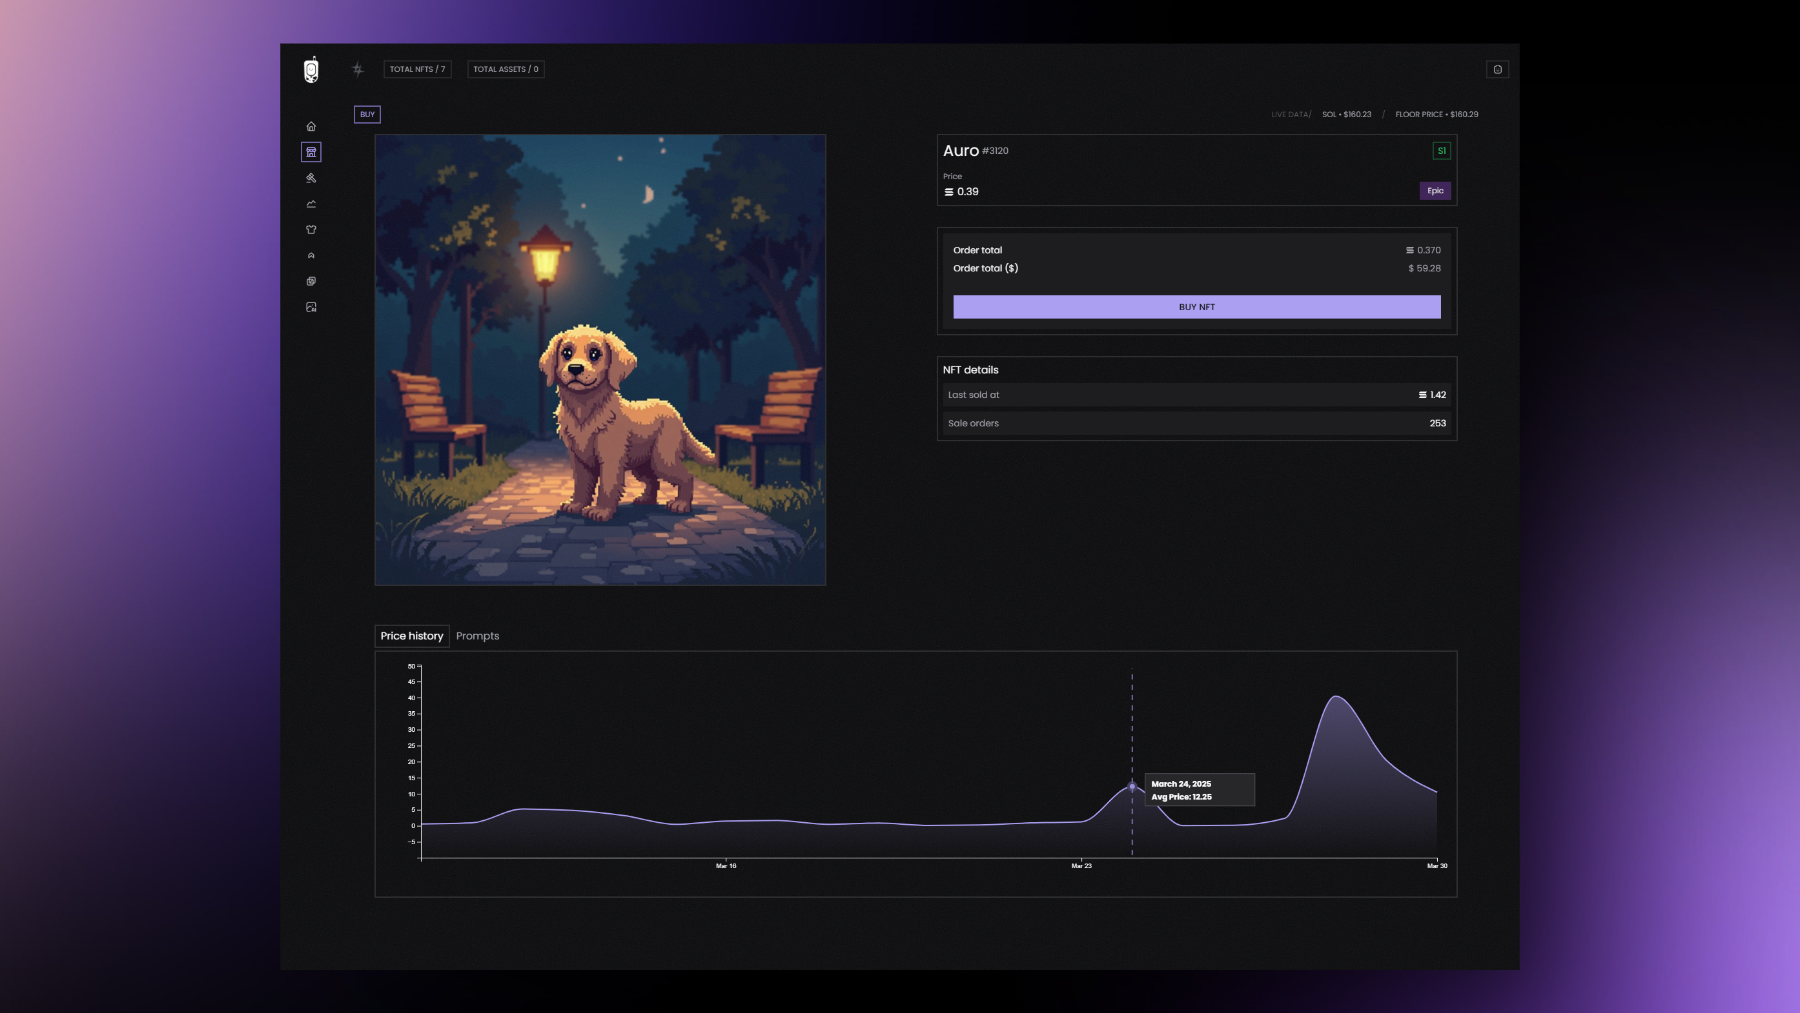 TOTAL NFTS / 7
TOTAL ASSETS / 0
BUY
LIVE DATA/ SOL • $160.23 / FLOOR PRICE • $160.29
Auro #3120
S1
Price
0.39
Epic
Order total 0.370
Order total ($) $ 59.28
BUY NFT
NFT details
Last sold at 1.42
Sale orders 253
Price history
Prompts
50
45
40
35
30
25
20
15
10
5
0
-5
March 24, 2025
Avg Price: 12.25
Mar 16
Mar 23
Mar 30